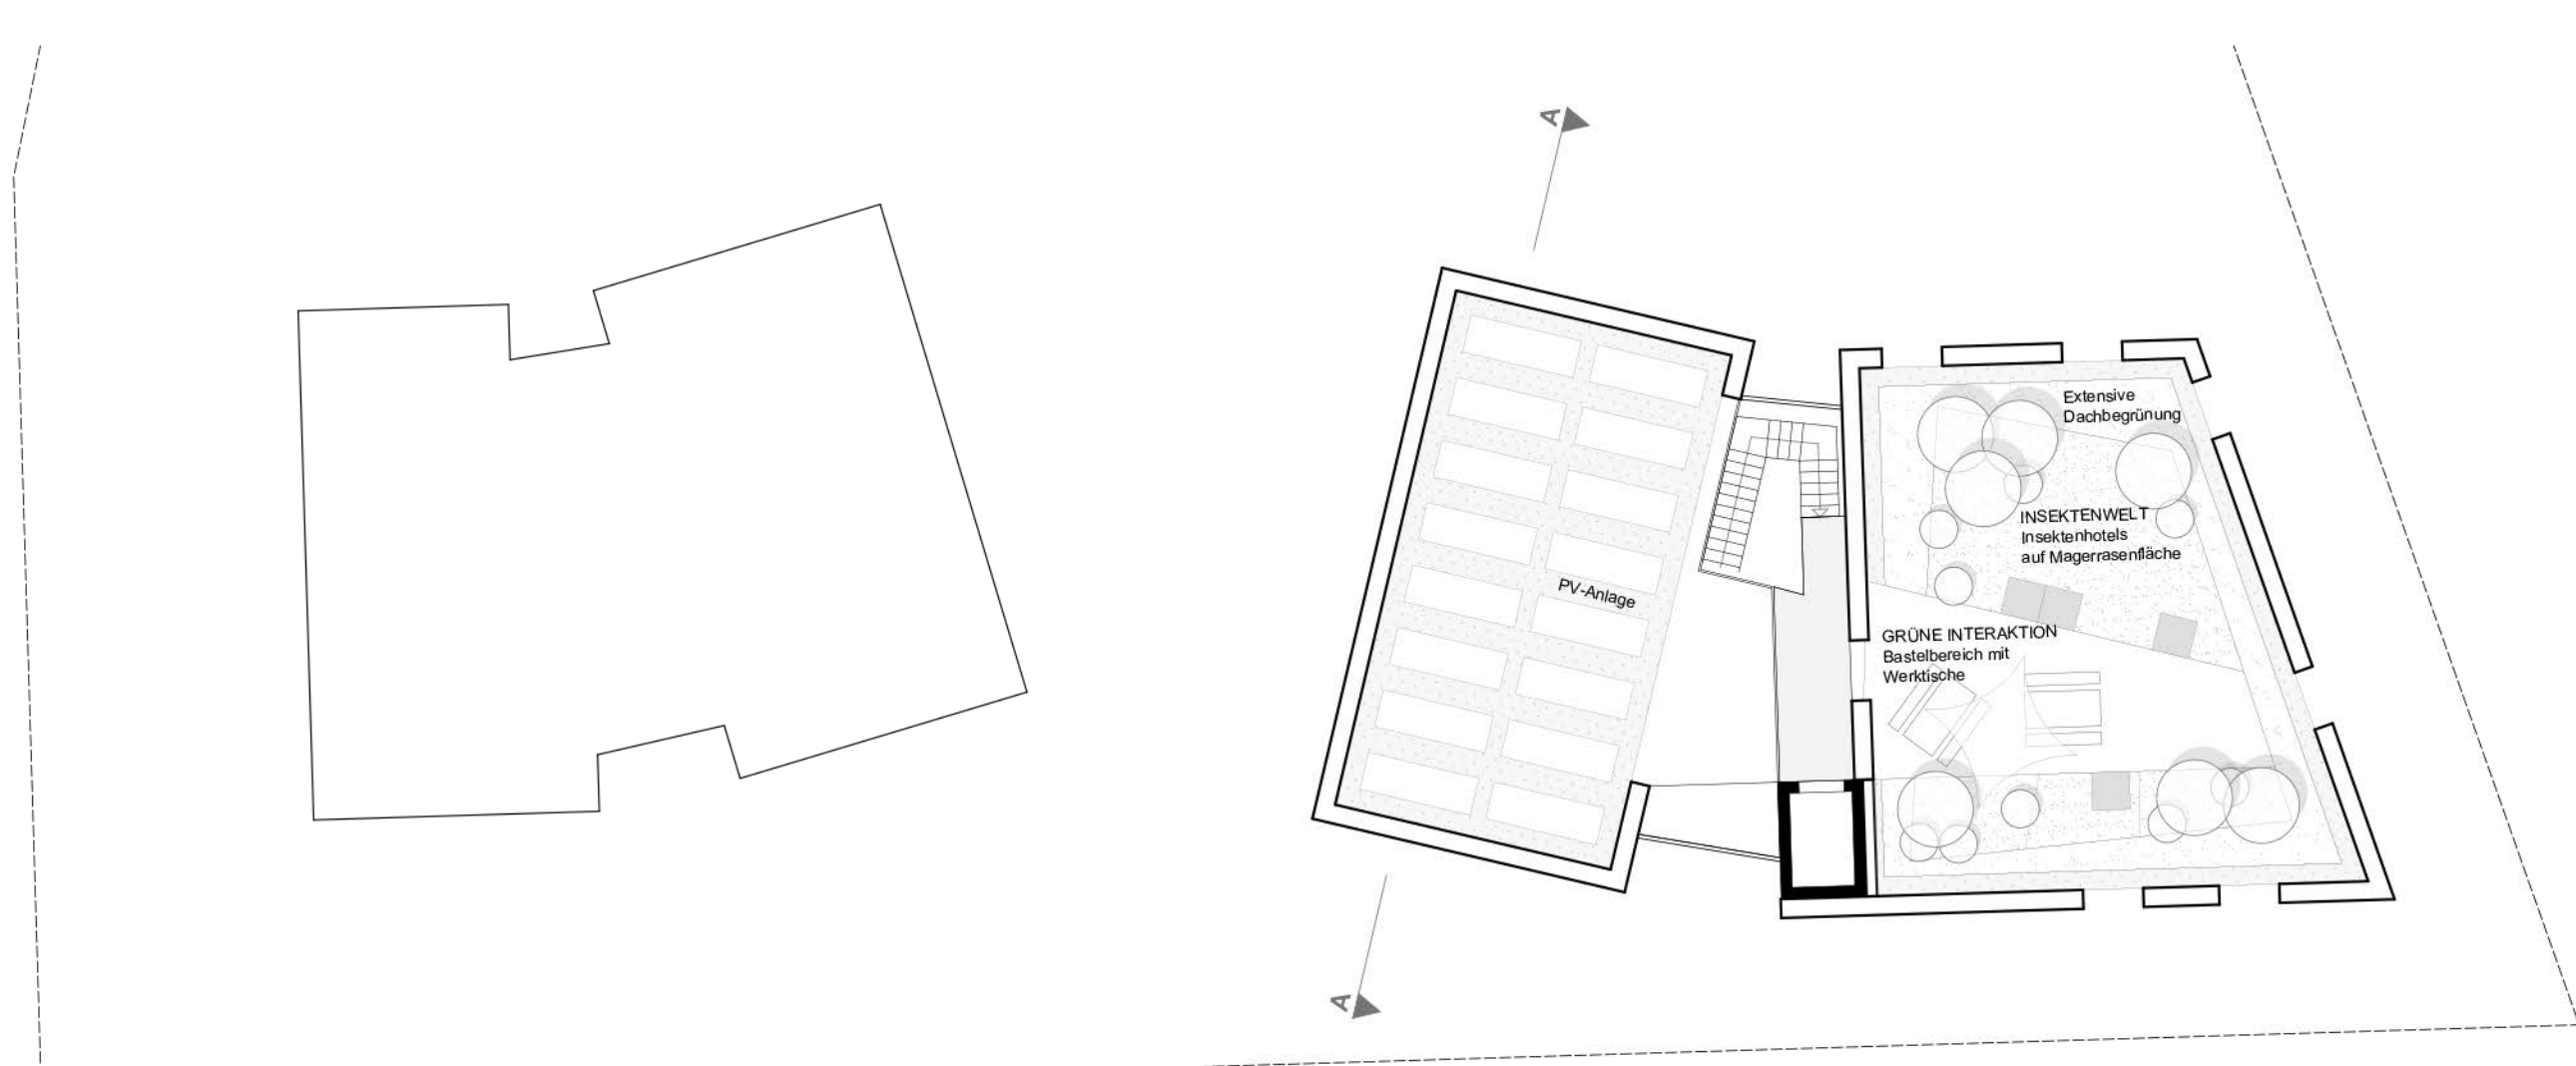 A
Extensive
Dachbegrünung
INSEKTENWELT
Insektenhotels
auf Magerrasenfläche
PV-Anlage
GRÜNE INTERAKTION
Bastelbereich mit
Werktische
A